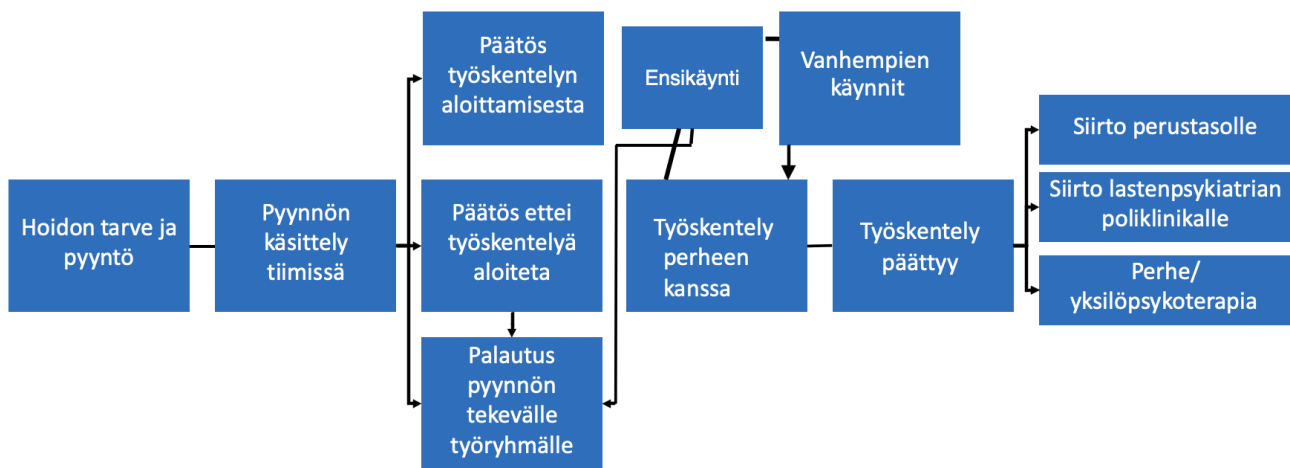 Hoidon tarve ja
pyyntö
Pyynnön
käsittely
tiimissä
Päätös
työskentelyn
aloittamisesta
Päätös ettei
työskentelyä
aloiteta
Palautus
pyynnön
tekevälle
työryhmälle
Ensikäynti
Vanhempien
käynnit
Työskentely
perheen
kanssa
Työskentely
päättyy
Siirto perustasolle
Siirto lastenpsykiatrian
poliklinikalle
Perhe/
yksilöpsykoterapia